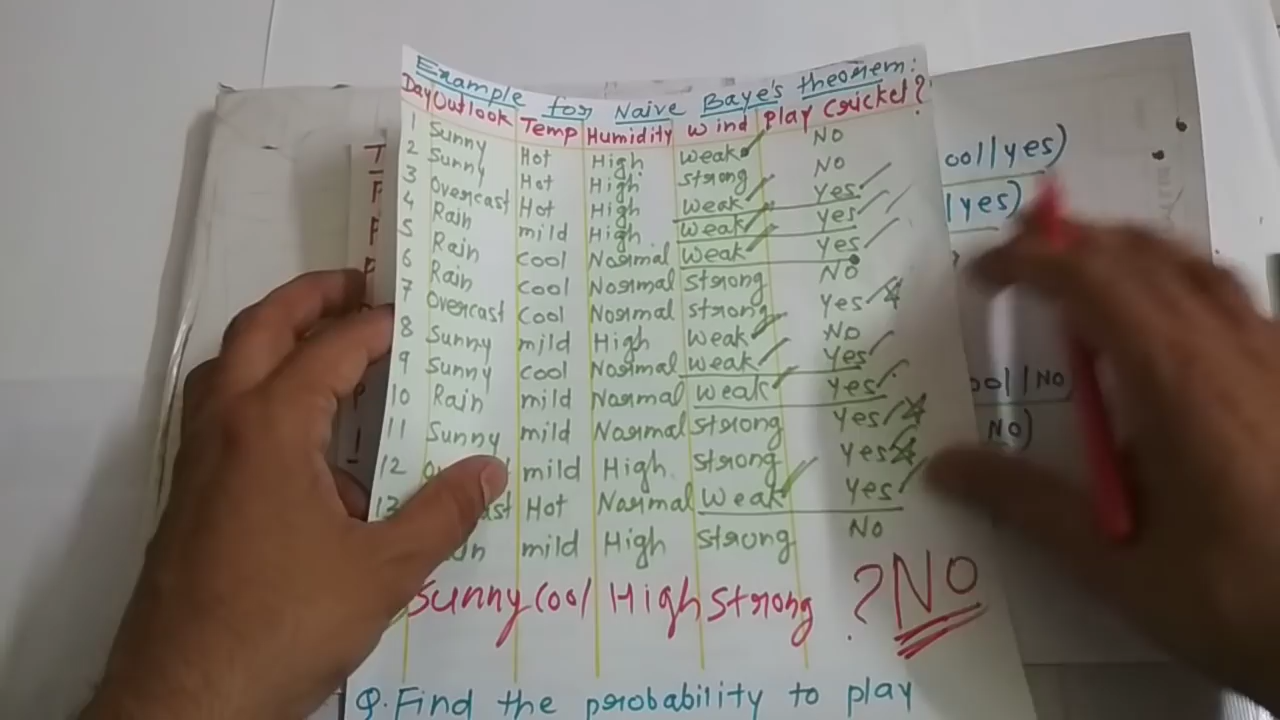 Example for Naive Baye's theorem:
Day Outlook Temp Humidity Wind Play Cricket?
1 Sunny Hot High Weak No
2 Sunny Hot High Strong No
3 Overcast Hot High Weak Yes
4 Rain mild High Weak Yes
5 Rain Cool Normal Weak Yes
6 Rain Cool Normal Strong No
7 Overcast Cool Normal Strong Yes
8 Sunny mild High Weak No
9 Sunny Cool Normal Weak Yes
10 Rain mild Normal Weak Yes
11 Sunny mild Normal Strong Yes
12 mild High Strong Yes
13 Hot Normal Weak Yes
mild High Strong No
Sunny Cool High Strong ? NO
Q. Find the probability to play
ool/yes)
/yes)
ool/No
No)